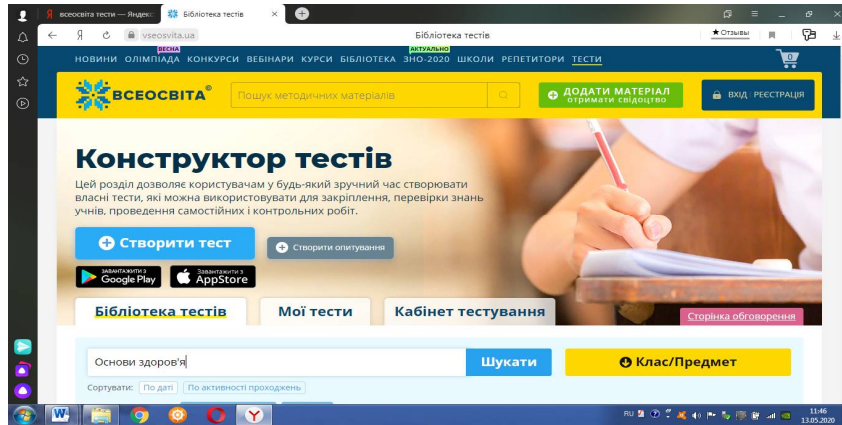 всеосвіта тести — Яндекс
Бібліотека тестів
vseosvita.ua
Бібліотека тестів
★ Отзывы
ВЕСНА
АКТУАЛЬНО
НОВИНИ ОЛІМПІАДА КОНКУРСИ ВЕБІНАРИ КУРСИ БІБЛІОТЕКА ЗНО-2020 ШКОЛИ РЕПЕТИТОРИ ТЕСТИ
0
ВСЕОСВІТА®
Пошук методичних матеріалів
ДОДАТИ МАТЕРІАЛ
отримати свідоцтво
ВХІД РЕЄСТРАЦІЯ
Конструктор тестів
Цей розділ дозволяє користувачам у будь-який зручний час створювати
власні тести, які можна використовувати для закріплення, перевірки знань
учнів, проведення самостійних і контрольних робіт.
Створити тест
Створити опитування
ЗАВАНТАЖИТИ З
Google Play
Завантажити з
AppStore
Бібліотека тестів
Мої тести
Кабінет тестування
Сторінка обговорення
Основи здоров'я
Шукати
Клас/Предмет
Сортувати: По даті По активності проходжень
RU
11:46
13.05.2020